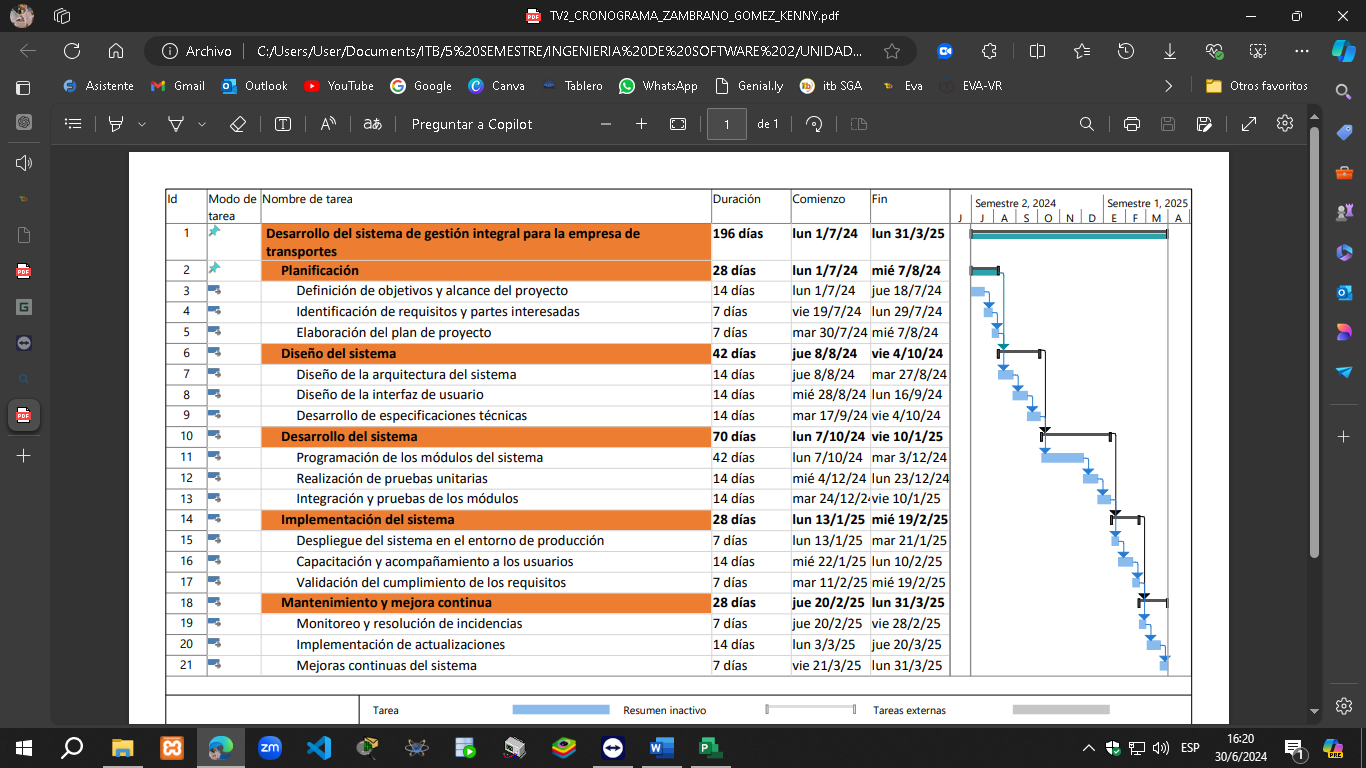 TV2_CRONOGRAMA_ZAMBRANO_GOMEZ_KENNY.pdf
Archivo C:/Users/User/Documents/ITB/5%20SEMESTRE/INGENIERIA%20DE%20SOFTWARE%202/UNIDAD...
Asistente Gmail Outlook YouTube Google Canva Tablero WhatsApp Genial.ly itb SGA Eva EVA-VR Otros favoritos
Preguntar a Copilot 1 de 1
Id Modo de tarea Nombre de tarea Duración Comienzo Fin Semestre 2, 2024 Semestre 1, 2025
J J A S O N D E F M A
1 Desarrollo del sistema de gestión integral para la empresa de transportes 196 días lun 1/7/24 lun 31/3/25
2 Planificación 28 días lun 1/7/24 mié 7/8/24
3 Definición de objetivos y alcance del proyecto 14 días lun 1/7/24 jue 18/7/24
4 Identificación de requisitos y partes interesadas 7 días vie 19/7/24 lun 29/7/24
5 Elaboración del plan de proyecto 7 días mar 30/7/24 mié 7/8/24
6 Diseño del sistema 42 días jue 8/8/24 vie 4/10/24
7 Diseño de la arquitectura del sistema 14 días jue 8/8/24 mar 27/8/24
8 Diseño de la interfaz de usuario 14 días mié 28/8/24 lun 16/9/24
9 Desarrollo de especificaciones técnicas 14 días mar 17/9/24 vie 4/10/24
10 Desarrollo del sistema 70 días lun 7/10/24 vie 10/1/25
11 Programación de los módulos del sistema 42 días lun 7/10/24 mar 3/12/24
12 Realización de pruebas unitarias 14 días mié 4/12/24 lun 23/12/24
13 Integración y pruebas de los módulos 14 días mar 24/12/24 vie 10/1/25
14 Implementación del sistema 28 días lun 13/1/25 mié 19/2/25
15 Despliegue del sistema en el entorno de producción 7 días lun 13/1/25 mar 21/1/25
16 Capacitación y acompañamiento a los usuarios 14 días mié 22/1/25 lun 10/2/25
17 Validación del cumplimiento de los requisitos 7 días mar 11/2/25 mié 19/2/25
18 Mantenimiento y mejora continua 28 días jue 20/2/25 lun 31/3/25
19 Monitoreo y resolución de incidencias 7 días jue 20/2/25 vie 28/2/25
20 Implementación de actualizaciones 14 días lun 3/3/25 jue 20/3/25
21 Mejoras continuas del sistema 7 días vie 21/3/25 lun 31/3/25
Tarea Resumen inactivo Tareas externas
ESP 16:20
30/6/2024